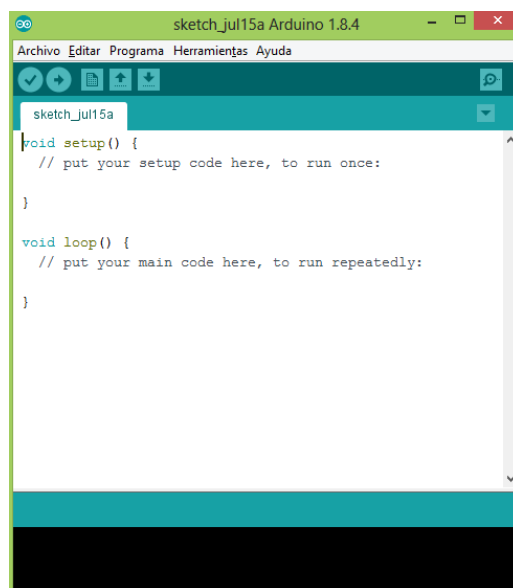 sketch_jul15a Arduino 1.8.4
Archivo Editar Programa Herramientas Ayuda
sketch_jul15a
void setup() {
  // put your setup code here, to run once:
}
void loop() {
  // put your main code here, to run repeatedly:
}